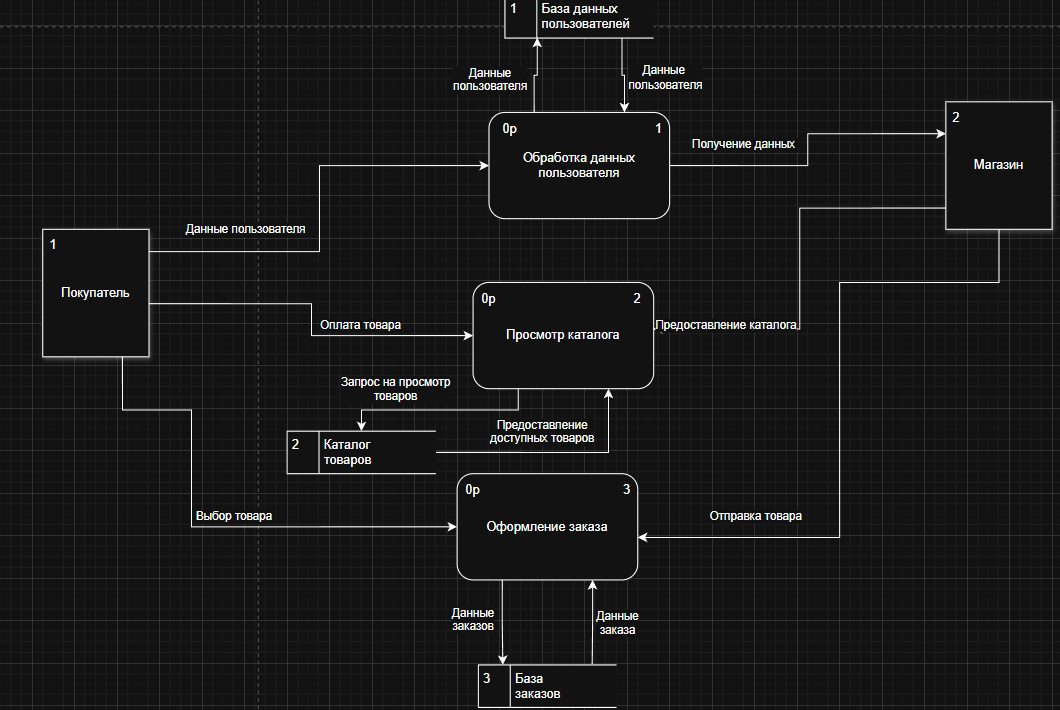 1
База данных
пользователей
Данные
пользователя
Данные
пользователя
0р
1
Обработка данных
пользователя
Получение данных
2
Магазин
Данные пользователя
1
Покупатель
0р
2
Просмотр каталога
Оплата товара
Предоставление каталога
Запрос на просмотр
товаров
Предоставление
доступных товаров
2
Каталог
товаров
0р
3
Оформление заказа
Выбор товара
Отправка товара
Данные
заказов
Данные
заказа
3
База
заказов